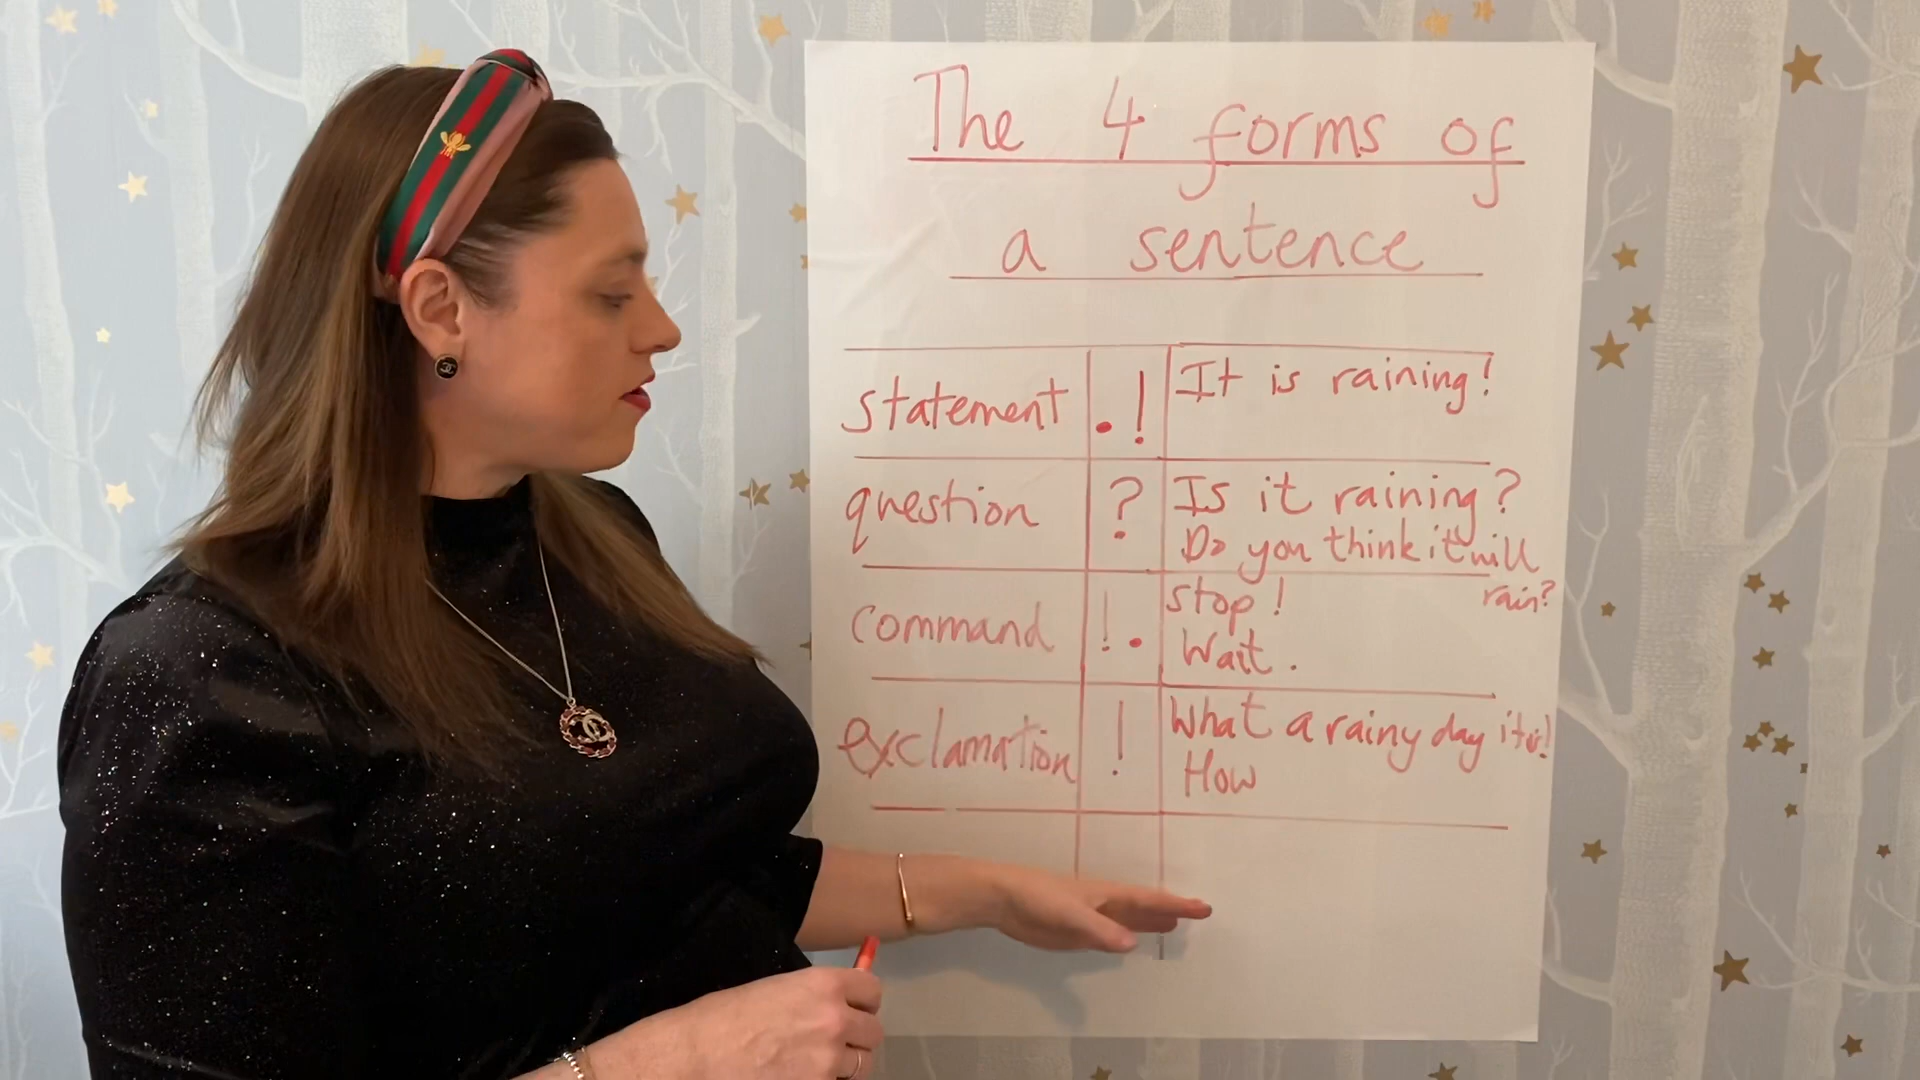 The 4 forms of
a sentence
statement . ! It is raining!
question ? Is it raining?
Do you think it will
rain?
command ! . Stop!
Wait.
exclamation ! What a rainy day it is!
How